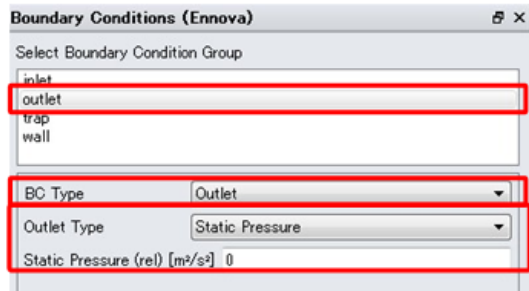 Boundary Conditions (Ennova)
Select Boundary Condition Group
inlet
outlet
trap
wall
BC Type Outlet
Outlet Type Static Pressure
Static Pressure (rel) [m²/s²] 0